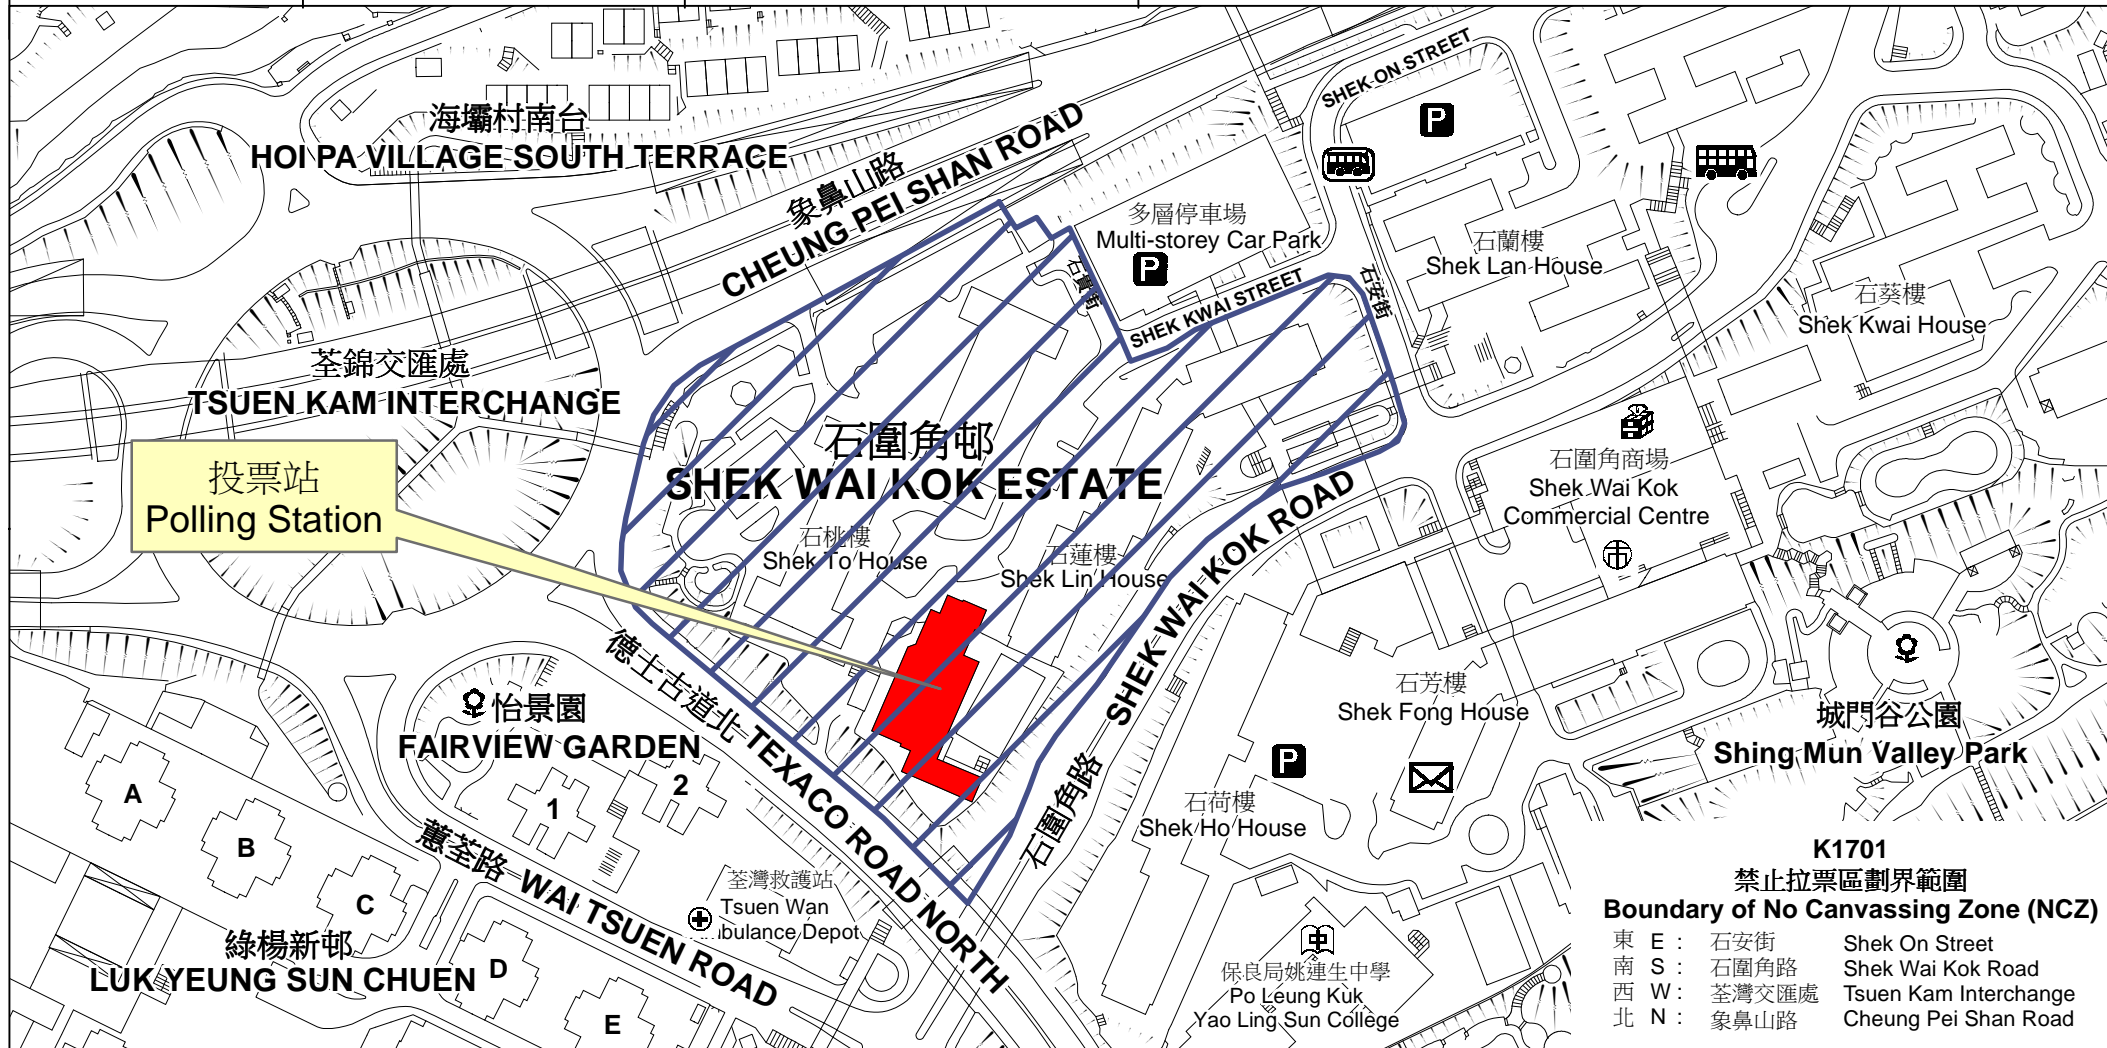 SHEK ON STREET
海壩村南台
HOI PA VILLAGE SOUTH TERRACE
象鼻山路
CHEUNG PEI SHAN ROAD
P
多層停車場
Multi-storey Car Park
P
石蘭樓
Shek Lan House
石貴街
SHEK KWAI STREET
石安街
石葵樓
Shek Kwai House
荃錦交匯處
TSUEN KAM INTERCHANGE
石圍角邨
SHEK WAI KOK ESTATE
投票站
Polling Station
石圍角商場
Shek Wai Kok
Commercial Centre
石桃樓
Shek To House
石蓮樓
Shek Lin House
石圍角路 SHEK WAI KOK ROAD
德士古道北 TEXACO ROAD NORTH
石芳樓
Shek Fong House
城門谷公園
Shing Mun Valley Park
怡景園
FAIRVIEW GARDEN
1
2
P
石荷樓
Shek Ho House
A
B
C
D
E
蕙荃路 WAI TSUEN ROAD
荃灣救護站
Tsuen Wan
mbulance Depot
綠楊新邨
LUK YEUNG SUN CHUEN
中
保良局姚連生中學
Po Leung Kuk
Yao Ling Sun College
K1701
禁止拉票區劃界範圍
Boundary of No Canvassing Zone (NCZ)
東 E : 石安街 Shek On Street
南 S : 石圍角路 Shek Wai Kok Road
西 W : 荃灣交匯處 Tsuen Kam Interchange
北 N : 象鼻山路 Cheung Pei Shan Road